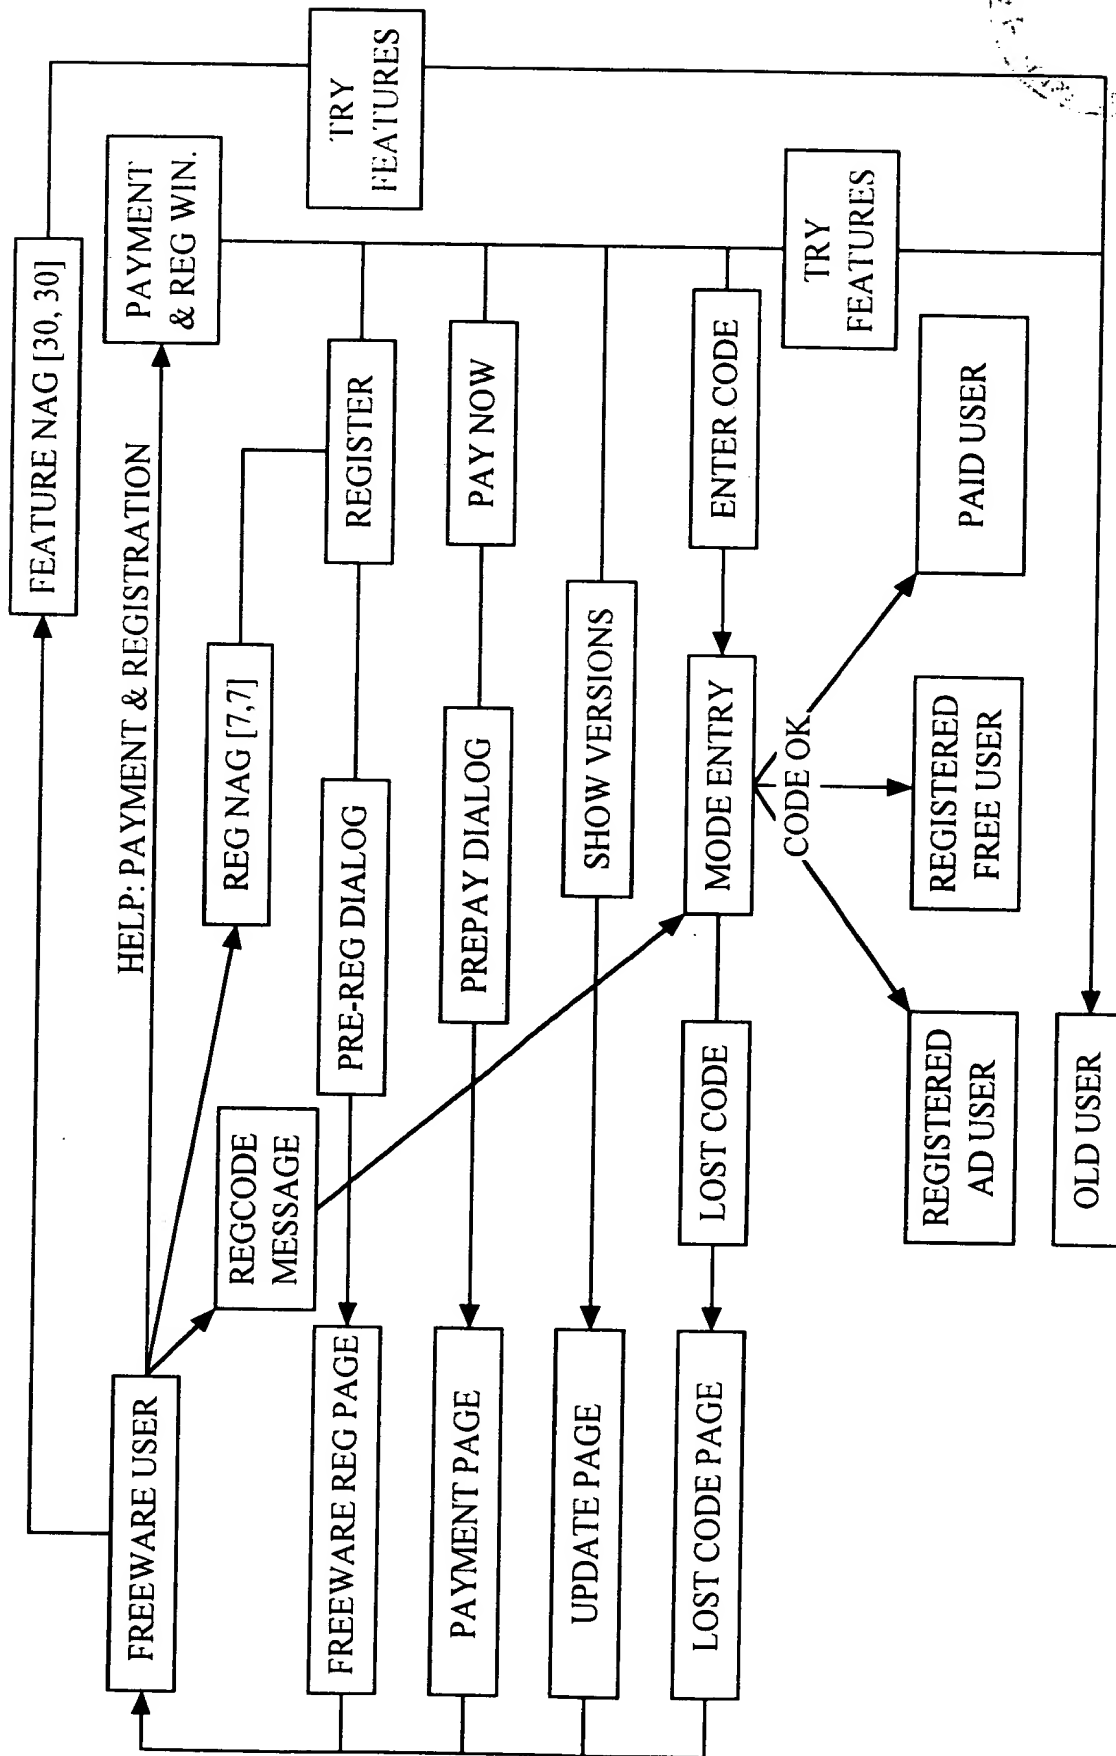 FEATURE NAG [30, 30]
TRY
FEATURES
HELP: PAYMENT & REGISTRATION
PAYMENT
& REG WIN.
FREEWARE USER
REG NAG [7,7]
REGCODE
MESSAGE
FREEWARE REG PAGE
PRE-REG DIALOG
REGISTER
PAYMENT PAGE
PREPAY DIALOG
PAY NOW
UPDATE PAGE
SHOW VERSIONS
LOST CODE PAGE
LOST CODE
MODE ENTRY
ENTER CODE
TRY
FEATURES
CODE OK
REGISTERED
AD USER
REGISTERED
FREE USER
PAID USER
OLD USER